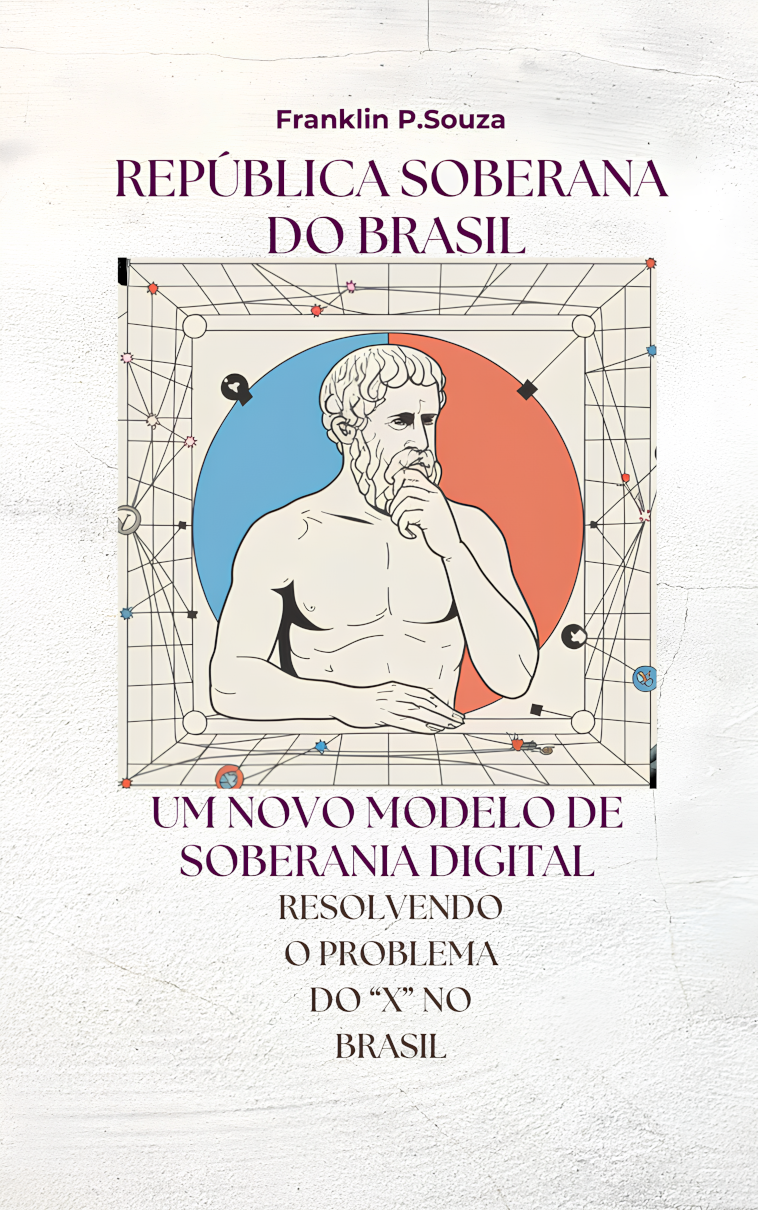 Franklin P.Souza
REPÚBLICA SOBERANA
DO BRASIL
UM NOVO MODELO DE
SOBERANIA DIGITAL
RESOLVENDO
O PROBLEMA
DO “X” NO
BRASIL